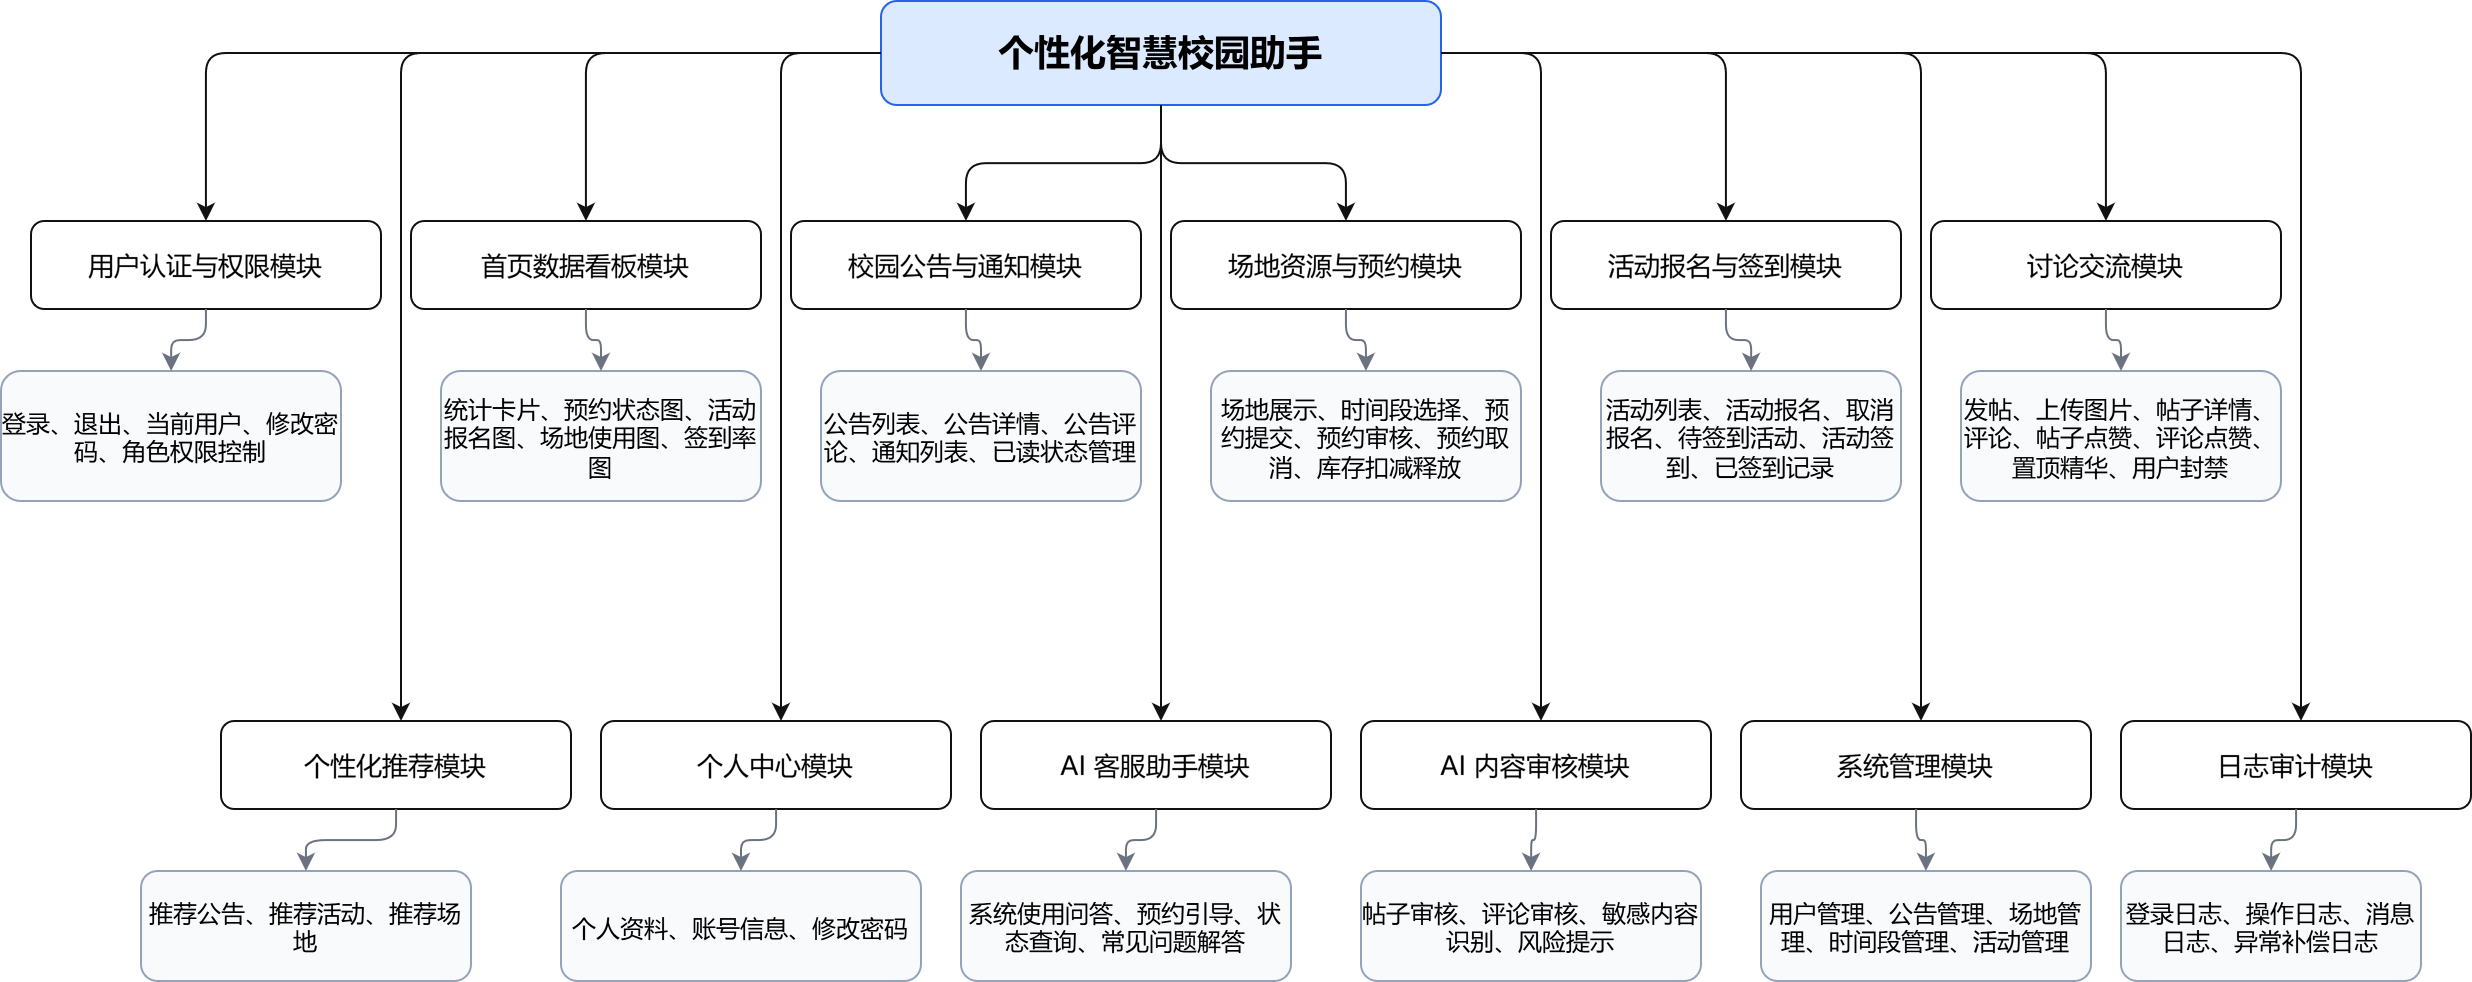 个性化智慧校园助手
用户认证与权限模块
首页数据看板模块
校园公告与通知模块
场地资源与预约模块
活动报名与签到模块
讨论交流模块
登录、退出、当前用户、修改密
码、角色权限控制
统计卡片、预约状态图、活动
报名图、场地使用图、签到率
图
公告列表、公告详情、公告评
论、通知列表、已读状态管理
场地展示、时间段选择、预
约提交、预约审核、预约取
消、库存扣减释放
活动列表、活动报名、取消
报名、待签到活动、活动签
到、已签到记录
发帖、上传图片、帖子详情、
评论、帖子点赞、评论点赞、
置顶精华、用户封禁
个性化推荐模块
个人中心模块
AI 客服助手模块
AI 内容审核模块
系统管理模块
日志审计模块
推荐公告、推荐活动、推荐场
地
个人资料、账号信息、修改密码
系统使用问答、预约引导、状
态查询、常见问题解答
帖子审核、评论审核、敏感内容
识别、风险提示
用户管理、公告管理、场地管
理、时间段管理、活动管理
登录日志、操作日志、消息
日志、异常补偿日志